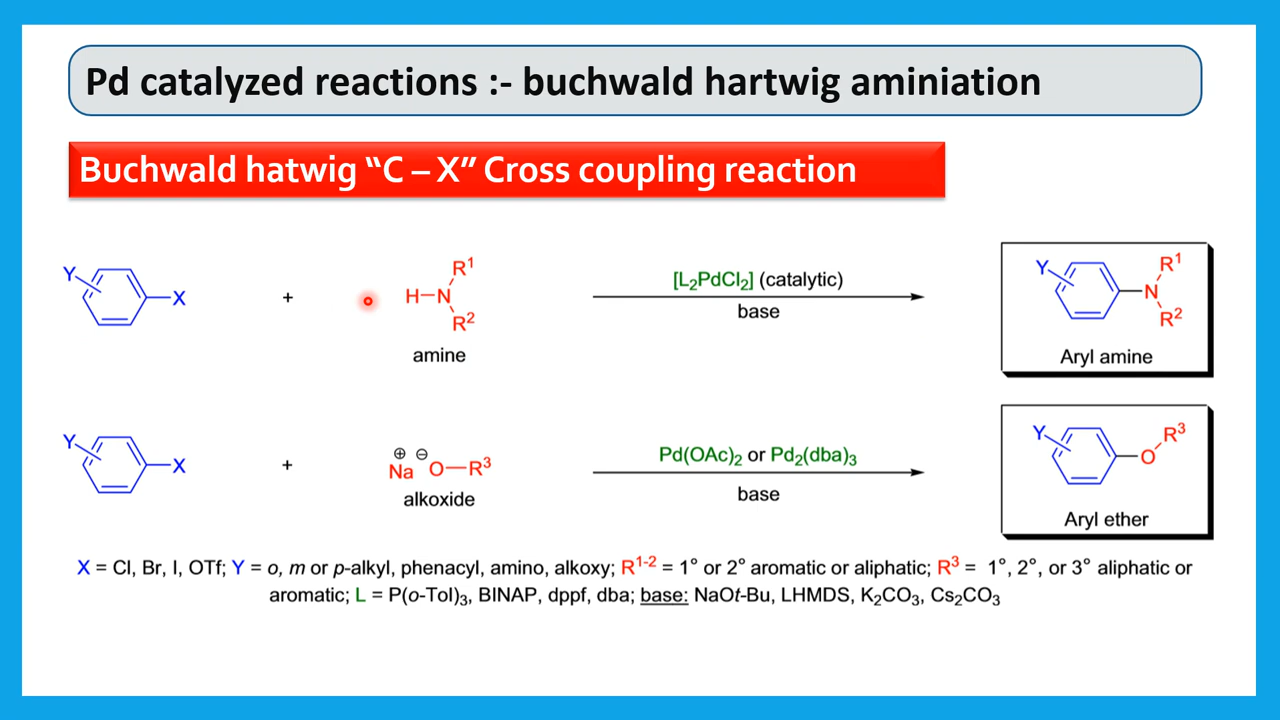 Pd catalyzed reactions :- buchwald hartwig aminiation
Buchwald hatwig “C – X” Cross coupling reaction
Y
X
+
H–N
R¹
R²
amine
[L₂PdCl₂] (catalytic)
base
Y
N
R¹
R²
Aryl amine
Y
X
+
⊕ ⊖
Na O–R³
alkoxide
Pd(OAc)₂ or Pd₂(dba)₃
base
Y
O
R³
Aryl ether
X = Cl, Br, I, OTf; Y = o, m or p-alkyl, phenacyl, amino, alkoxy; R¹⁻² = 1° or 2° aromatic or aliphatic; R³ = 1°, 2°, or 3° aliphatic or
aromatic; L = P(o-Tol)₃, BINAP, dppf, dba; base: NaOt-Bu, LHMDS, K₂CO₃, Cs₂CO₃